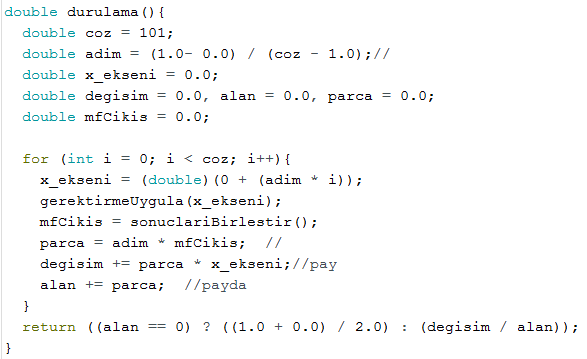 double durulama(){
  double coz = 101;
  double adim = (1.0- 0.0) / (coz - 1.0);//
  double x_ekseni = 0.0;
  double degisim = 0.0, alan = 0.0, parca = 0.0;
  double mfCikis = 0.0;

  for (int i = 0; i < coz; i++){
    x_ekseni = (double)(0 + (adim * i));
    gerektirmeUygula(x_ekseni);
    mfCikis = sonuclariBirlestir();
    parca = adim * mfCikis;  //
    degisim += parca * x_ekseni;//pay
    alan += parca;  //payda
  }
  return ((alan == 0) ? ((1.0 + 0.0) / 2.0) : (degisim / alan));
}